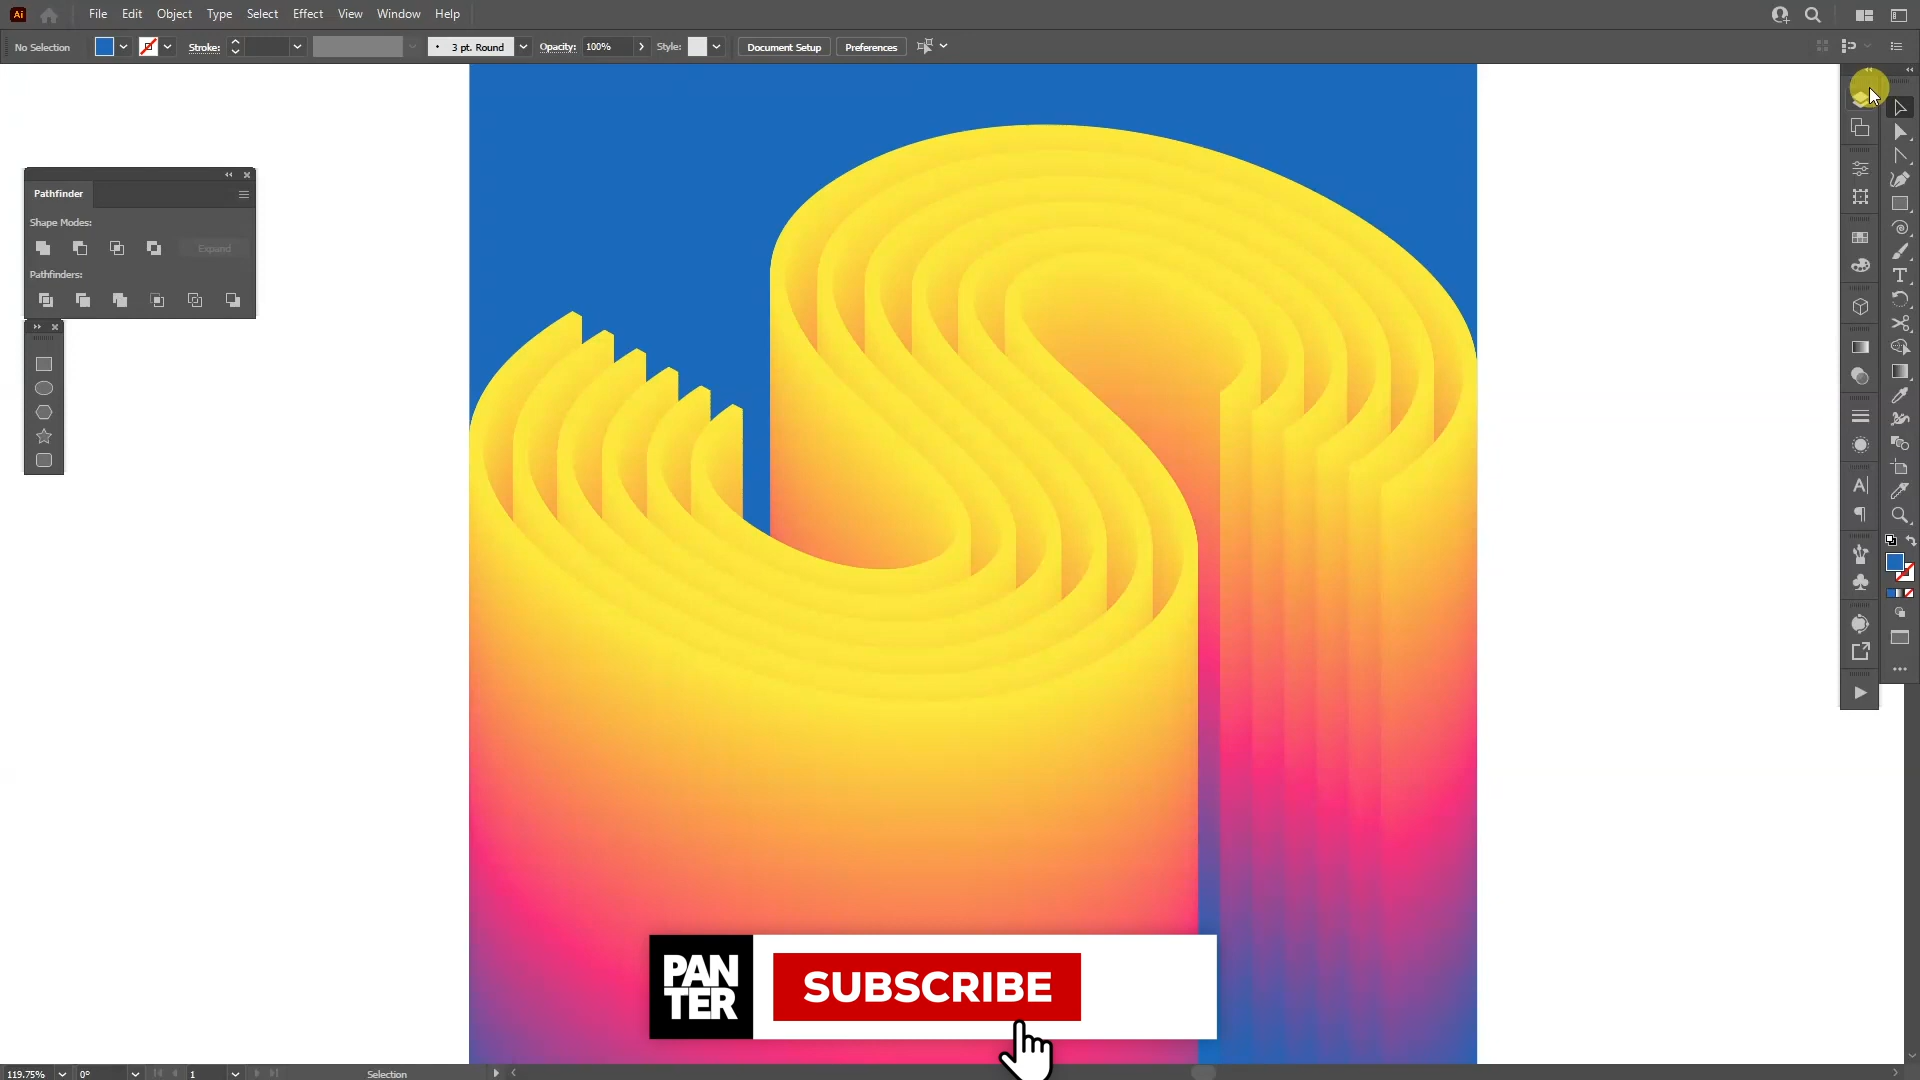 Ai File Edit Object Type Select Effect View Window Help
No Selection Stroke: 3 pt. Round Opacity: 100% Style: Document Setup Preferences
Pathfinder
Shape Modes:
Expand
Pathfinders:
PAN
TER
SUBSCRIBE
119.75% 0° 1 Selection